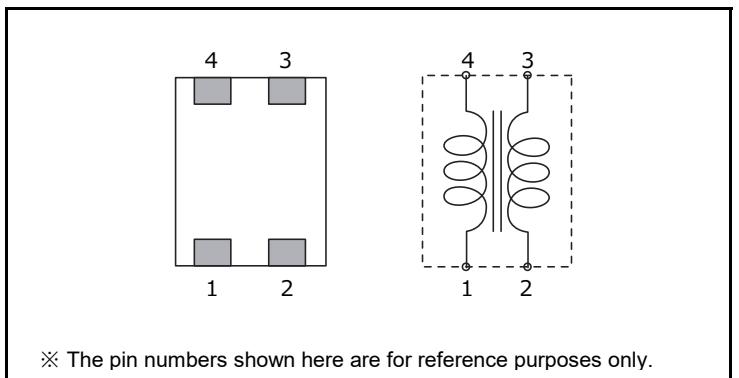 4 3 4 3
1 2 1 2
※ The pin numbers shown here are for reference purposes only.